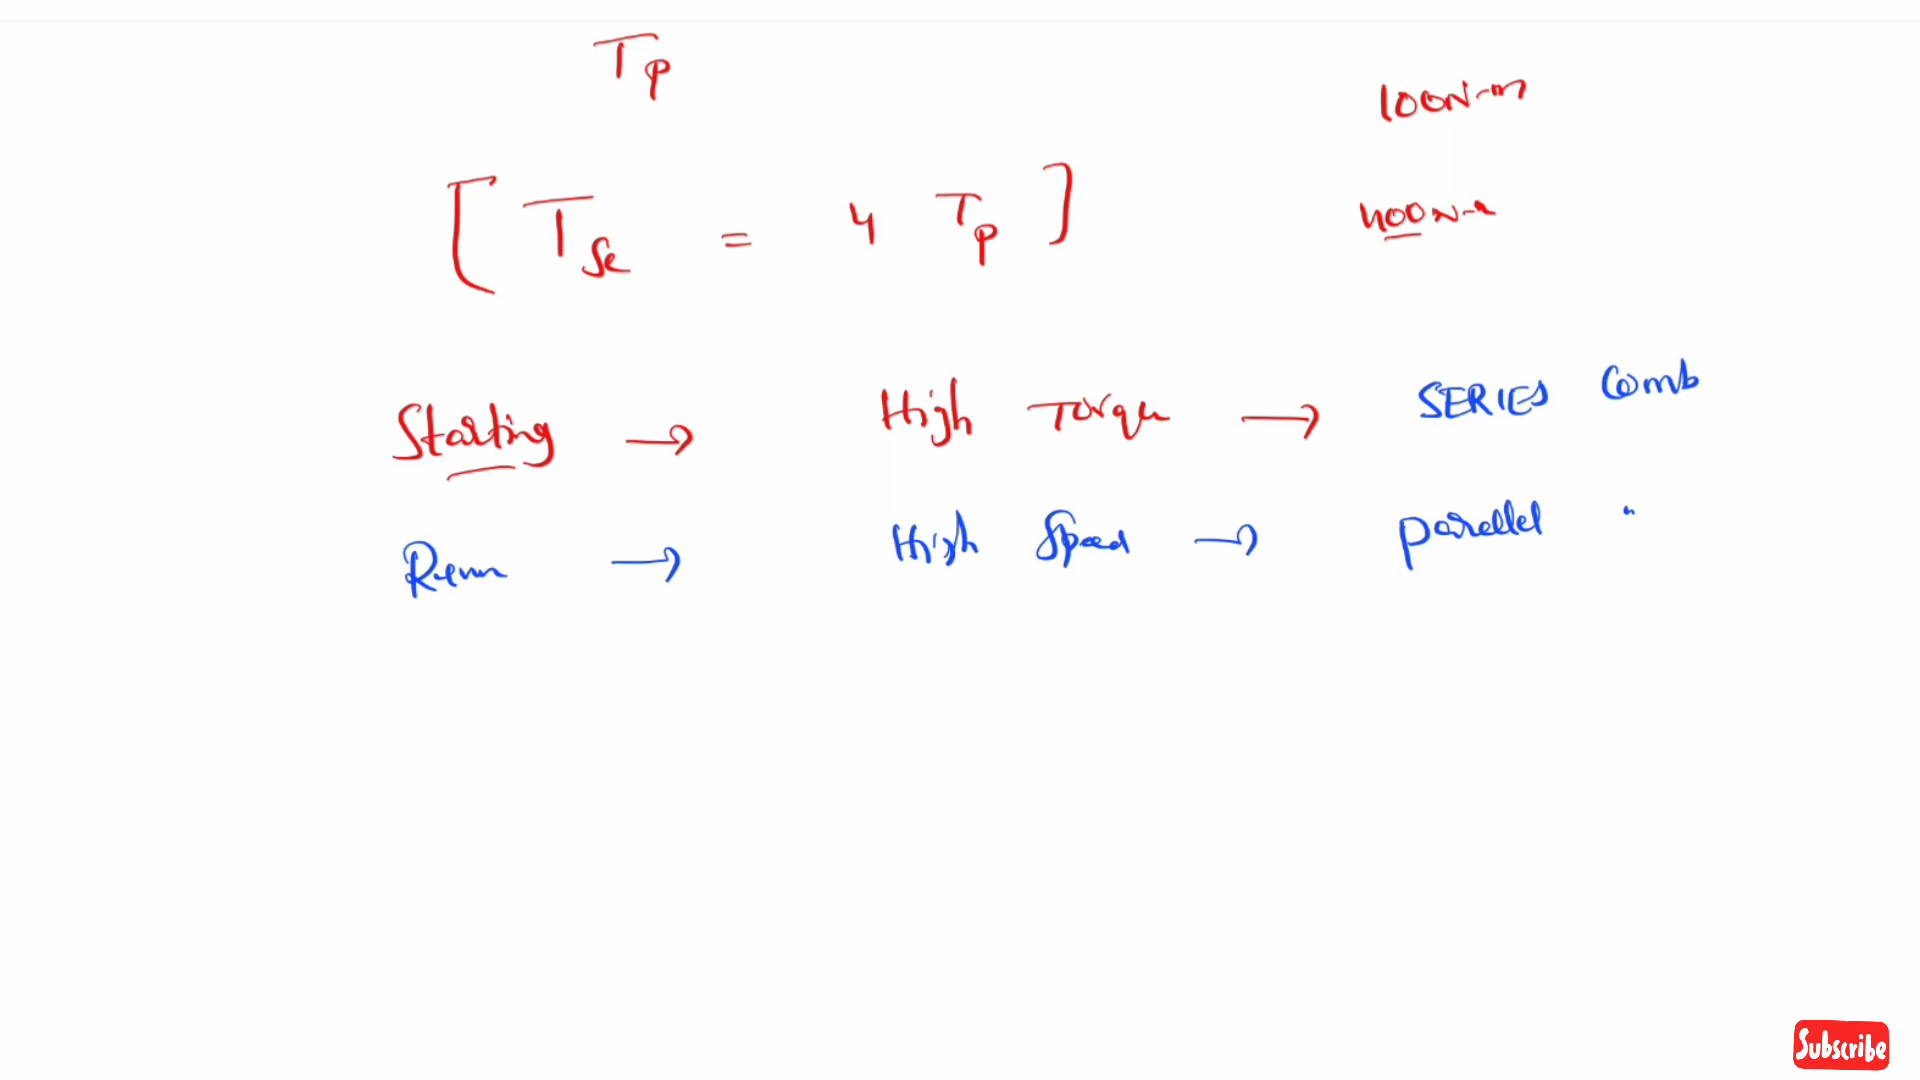 Tp
100N-m
[ Tse = 4 Tp ]
400N-m
Starting → High Torque → SERIES Comb
Run → High Speed → parallel "
Subscribe